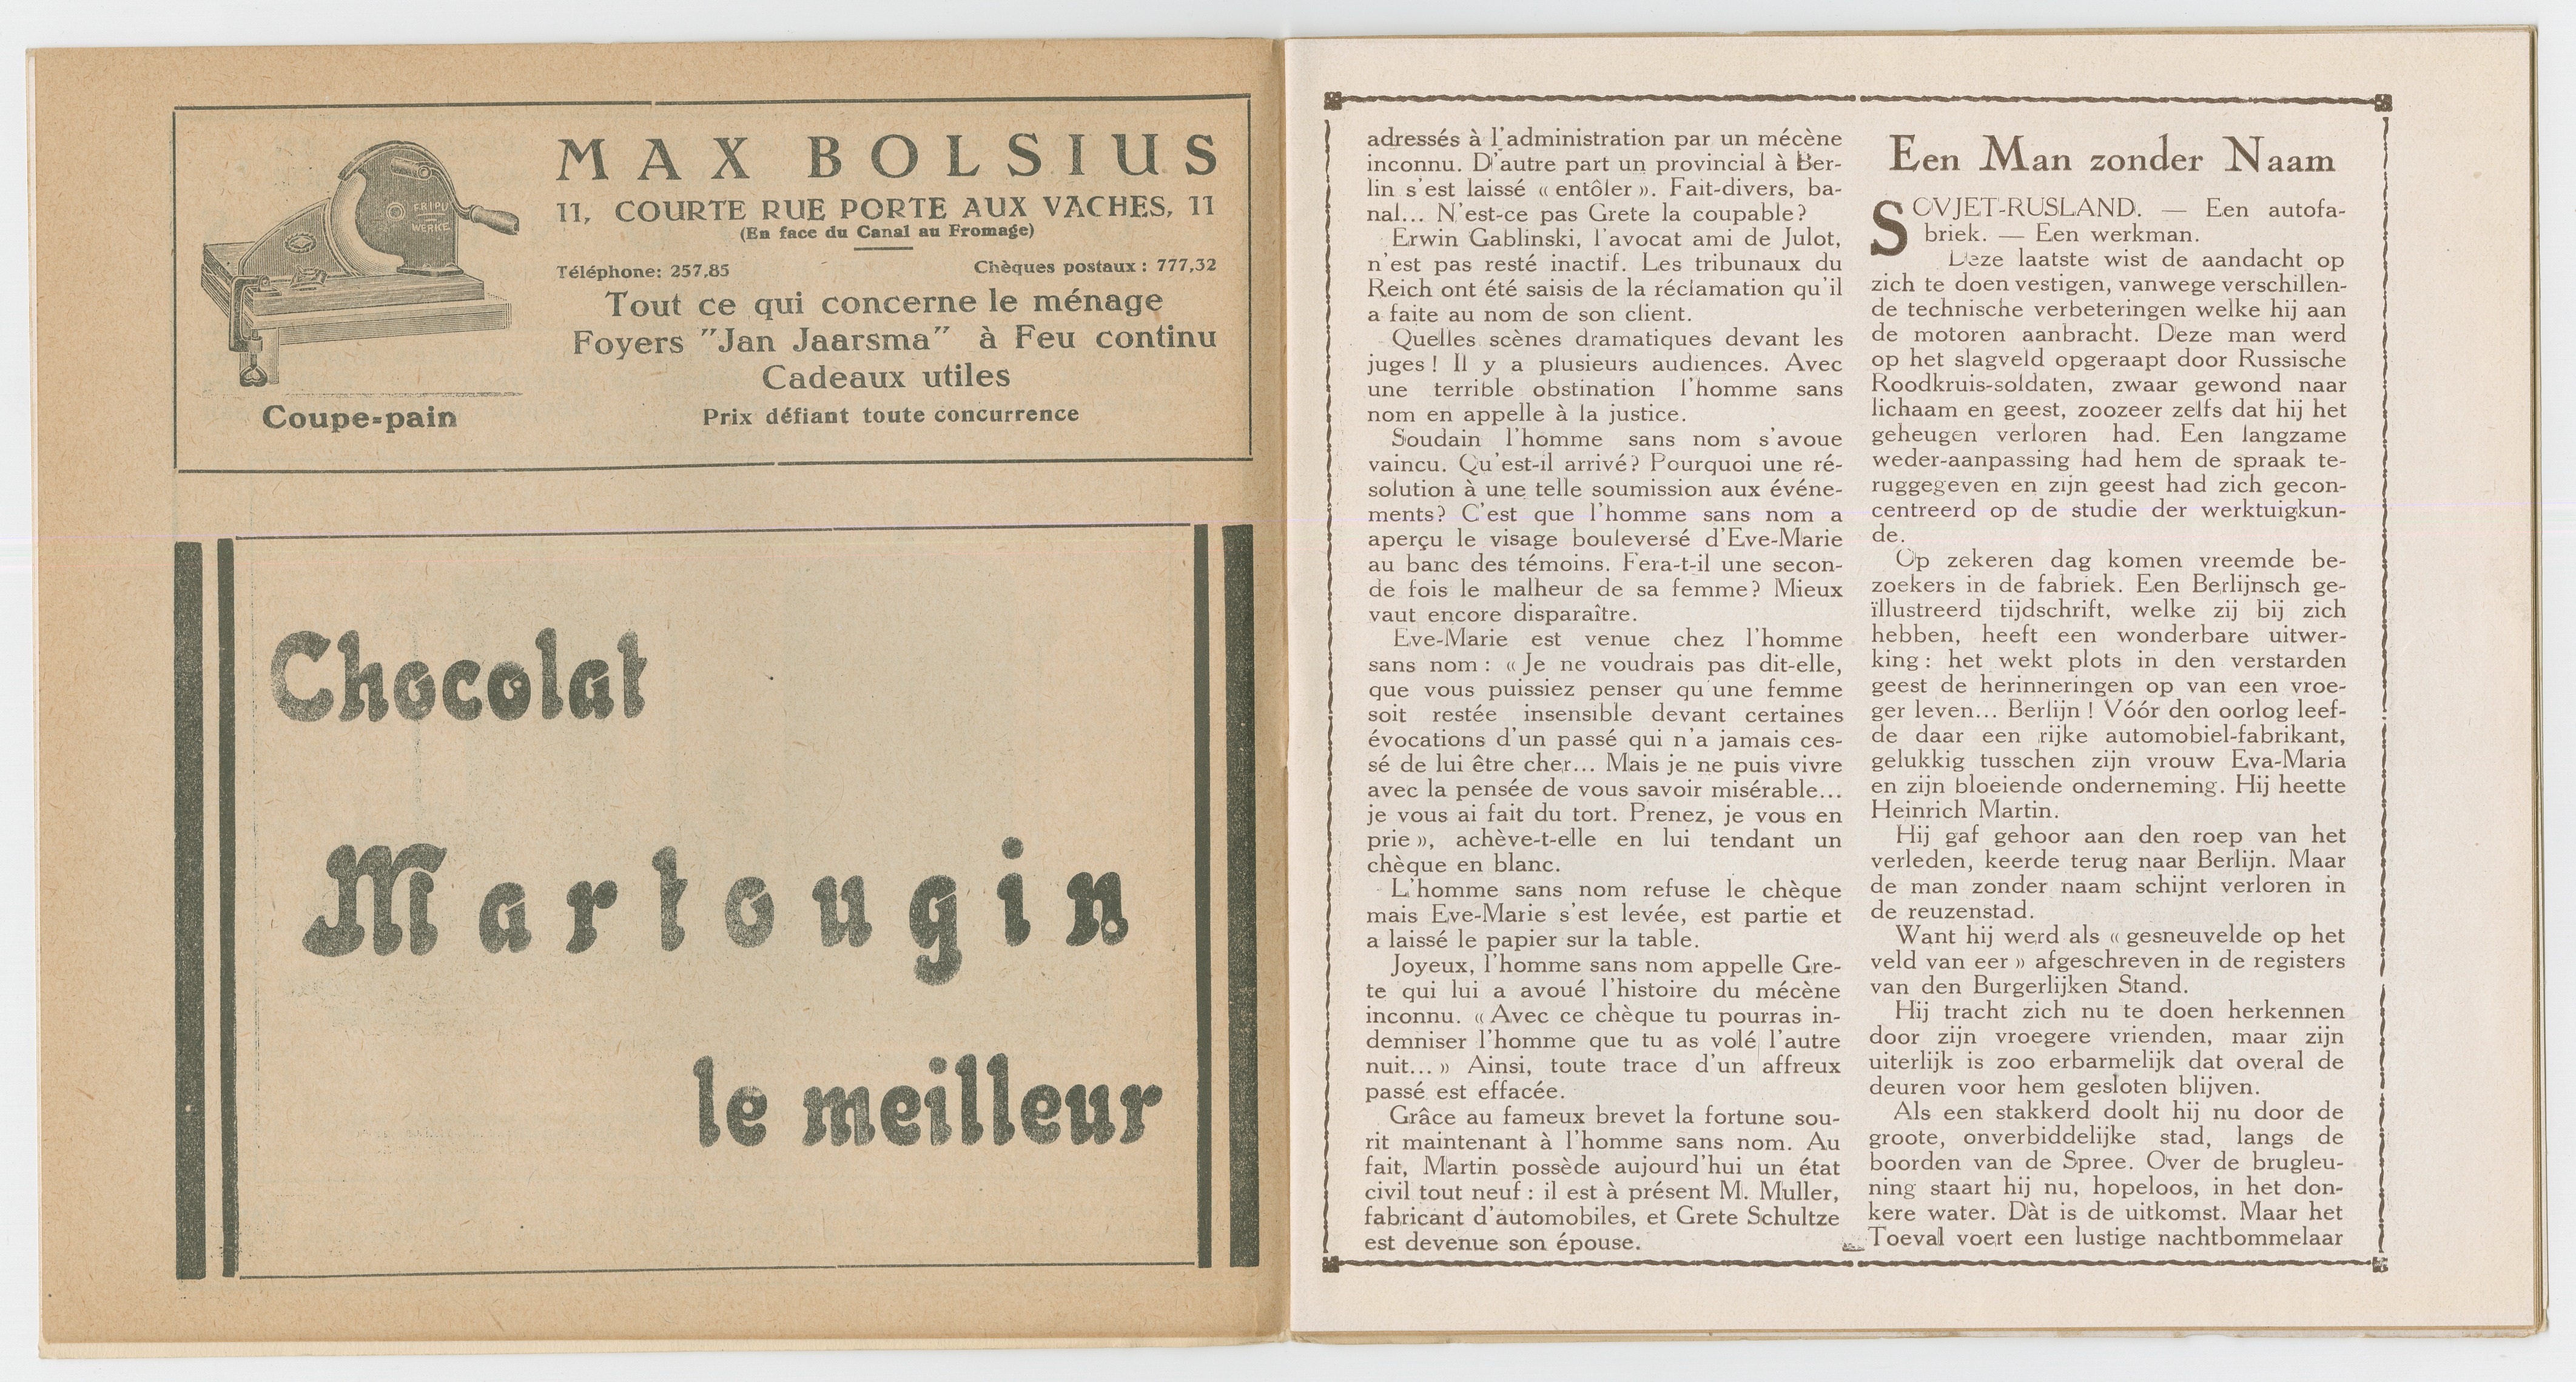 FRIPU
WERKE
Coupe=pain
MAX BOLSIUS
11, COURTE RUE PORTE AUX VACHES, 11
(En face du Canal au Fromage)
Téléphone: 257,85
Chèques postaux : 777,32
Tout ce qui concerne le ménage
Foyers "Jan Jaarsma" à Feu continu
Cadeaux utiles
Prix défiant toute concurrence
Chocolat
Martougin
le meilleur
adressés à l'administration par un mécène
inconnu. D'autre part un provincial à Ber-
lin s'est laissé « entôler ». Fait-divers, ba-
nal... N'est-ce pas Grete la coupable?
Erwin Gablinski, l'avocat ami de Julot,
n'est pas resté inactif. Les tribunaux du
Reich ont été saisis de la réclamation qu'il
a faite au nom de son client.
Quelles scènes dramatiques devant les
juges ! Il y a plusieurs audiences. Avec
une terrible obstination l'homme sans
nom en appelle à la justice.
Soudain l'homme sans nom s'avoue
vaincu. Qu'est-il arrivé? Pourquoi une ré-
solution à une telle soumission aux événe-
ments? C'est que l'homme sans nom a
aperçu le visage bouleversé d'Eve-Marie
au banc des témoins. Fera-t-il une secon-
de fois le malheur de sa femme? Mieux
vaut encore disparaître.
Eve-Marie est venue chez l'homme
sans nom : « Je ne voudrais pas dit-elle,
que vous puissiez penser qu'une femme
soit restée insensible devant certaines
évocations d'un passé qui n'a jamais ces-
sé de lui être cher... Mais je ne puis vivre
avec la pensée de vous savoir misérable...
je vous ai fait du tort. Prenez, je vous en
prie », achève-t-elle en lui tendant un
chèque en blanc.
L'homme sans nom refuse le chèque
mais Eve-Marie s'est levée, est partie et
a laissé le papier sur la table.
Joyeux, l'homme sans nom appelle Gre-
te qui lui a avoué l'histoire du mécène
inconnu. « Avec ce chèque tu pourras in-
demniser l'homme que tu as volé l'autre
nuit... » Ainsi, toute trace d'un affreux
passé est effacée.
Grâce au fameux brevet la fortune sou-
rit maintenant à l'homme sans nom. Au
fait, Martin possède aujourd'hui un état
civil tout neuf : il est à présent M. Muller,
fabricant d'automobiles, et Grete Schultze
est devenue son épouse.
Een Man zonder Naam
SOVJET-RUSLAND. — Een autofa-
briek. — Een werkman.
Deze laatste wist de aandacht op
zich te doen vestigen, vanwege verschillen-
de technische verbeteringen welke hij aan
de motoren aanbracht. Deze man werd
op het slagveld opgeraapt door Russische
Roodkruis-soldaten, zwaar gewond naar
lichaam en geest, zoozeer zelfs dat hij het
geheugen verloren had. Een langzame
weder-aanpassing had hem de spraak te-
ruggegeven en zijn geest had zich gecon-
centreerd op de studie der werktuigkun-
de.
Op zekeren dag komen vreemde be-
zoekers in de fabriek. Een Berlijnsch ge-
ïllustreerd tijdschrift, welke zij bij zich
hebben, heeft een wonderbare uitwer-
king : het wekt plots in den verstarden
geest de herinneringen op van een vroe-
ger leven... Berlijn ! Vóór den oorlog leef-
de daar een rijke automobiel-fabrikant,
gelukkig tusschen zijn vrouw Eva-Maria
en zijn bloeiende onderneming. Hij heette
Heinrich Martin.
Hij gaf gehoor aan den roep van het
verleden, keerde terug naar Berlijn. Maar
de man zonder naam schijnt verloren in
de reuzenstad.
Want hij werd als « gesneuvelde op het
veld van eer » afgeschreven in de registers
van den Burgerlijken Stand.
Hij tracht zich nu te doen herkennen
door zijn vroegere vrienden, maar zijn
uiterlijk is zoo erbarmelijk dat overal de
deuren voor hem gesloten blijven.
Als een stakkerd doolt hij nu door de
groote, onverbiddelijke stad, langs de
boorden van de Spree. Over de brugleu-
ning staart hij nu, hopeloos, in het don-
kere water. Dàt is de uitkomst. Maar het
Toeval voert een lustige nachtbommelaar